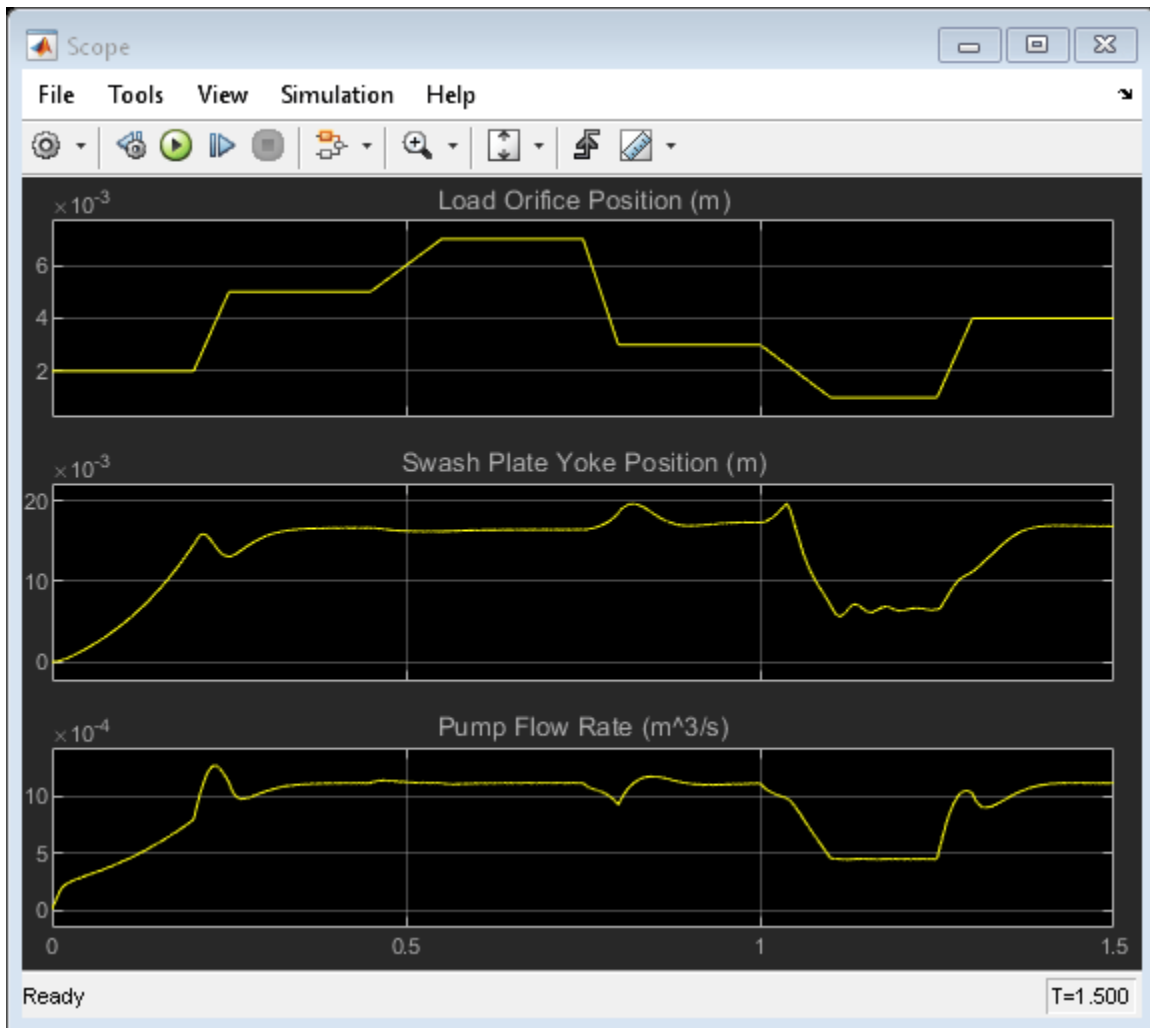 Scope
File Tools View Simulation Help
×10-3
Load Orifice Position (m)
6
4
2
×10-3
Swash Plate Yoke Position (m)
20
10
0
×10-4
Pump Flow Rate (m^3/s)
10
5
0
0 0.5 1 1.5
Ready T=1.500